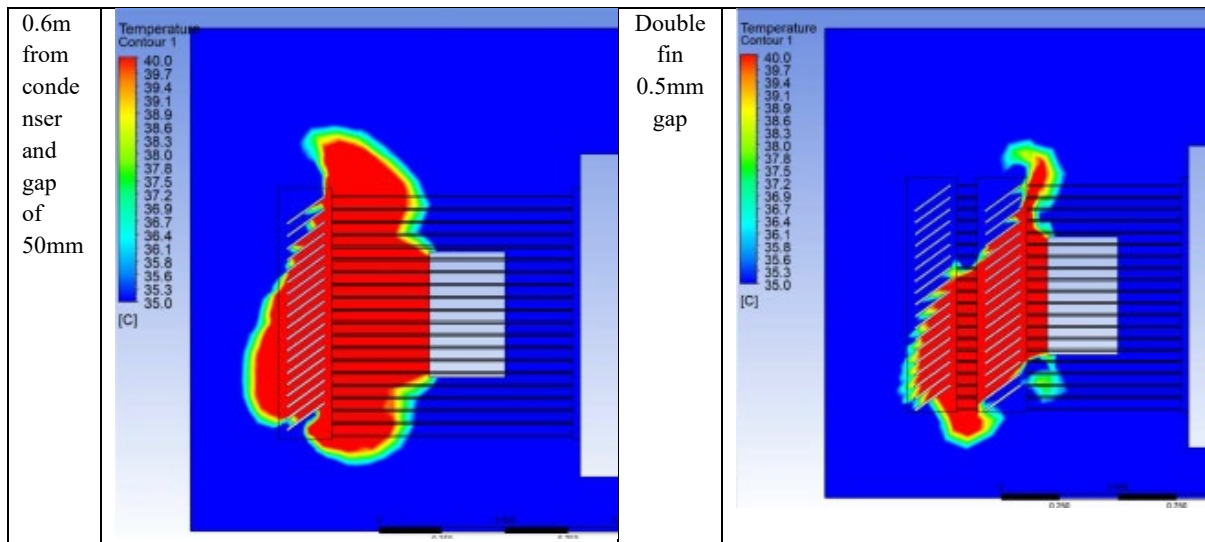 0.6m
from
conde
nser
and
gap
of
50mm
Temperature
Contour 1
40.0
39.7
39.4
39.1
38.9
38.6
38.3
38.0
37.7
37.5
37.2
36.9
36.7
36.4
36.1
35.8
35.6
35.3
35.0
[C]
0
Double
fin
0.5mm
gap
Temperature
Contour 1
40.0
39.7
39.4
39.1
38.9
38.6
38.3
38.0
37.7
37.5
37.2
36.9
36.7
36.4
36.1
35.8
35.6
35.3
35.0
[C]
0
0.250
0.750